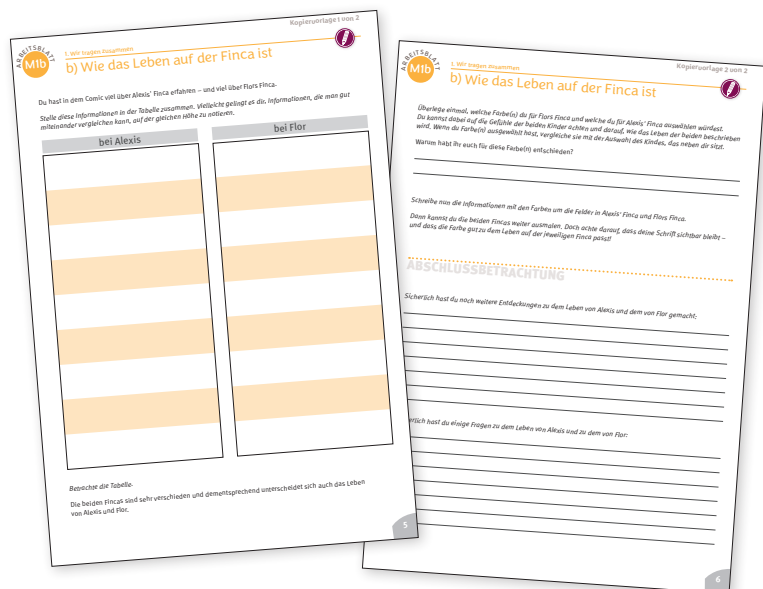 Kopiervorlage 1 von 2
ARBEITSBLATT
M1b
1. Wir tragen zusammen
b) Wie das Leben auf der Finca ist
Du hast in dem Comic viel über Alexis' Finca erfahren – und viel über Flors Finca.
Stelle diese Informationen in der Tabelle zusammen. Vielleicht gelingt es dir, Informationen, die man gut
miteinander vergleichen kann, auf der gleichen Höhe zu notieren.
bei Alexis
bei Flor
Betrachte die Tabelle.
Die beiden Fincas sind sehr verschieden und dementsprechend unterscheidet sich auch das Leben
von Alexis und Flor.
5
Kopiervorlage 2 von 2
ARBEITSBLATT
M1b
1. Wir tragen zusammen
b) Wie das Leben auf der Finca ist
Überlege einmal, welche Farbe(n) du für Flors Finca und welche du für Alexis' Finca auswählen würdest.
Du kannst dabei auf die Gefühle der beiden Kinder achten und darauf, wie das Leben der beiden beschrieben
wird. Wenn du Farbe(n) ausgewählt hast, vergleiche sie mit der Auswahl des Kindes, das neben dir sitzt.
Warum habt ihr euch für diese Farbe(n) entschieden?
Schreibe nun die Informationen mit den Farben um die Felder in Alexis' Finca und Flors Finca.
Dann kannst du die beiden Fincas weiter ausmalen. Doch achte darauf, dass deine Schrift sichtbar bleibt –
und dass die Farbe gut zu dem Leben auf der jeweiligen Finca passt!
ABSCHLUSSBETRACHTUNG
Sicherlich hast du noch weitere Entdeckungen zu dem Leben von Alexis und dem von Flor gemacht:
erlich hast du einige Fragen zu dem Leben von Alexis und zu dem von Flor:
6